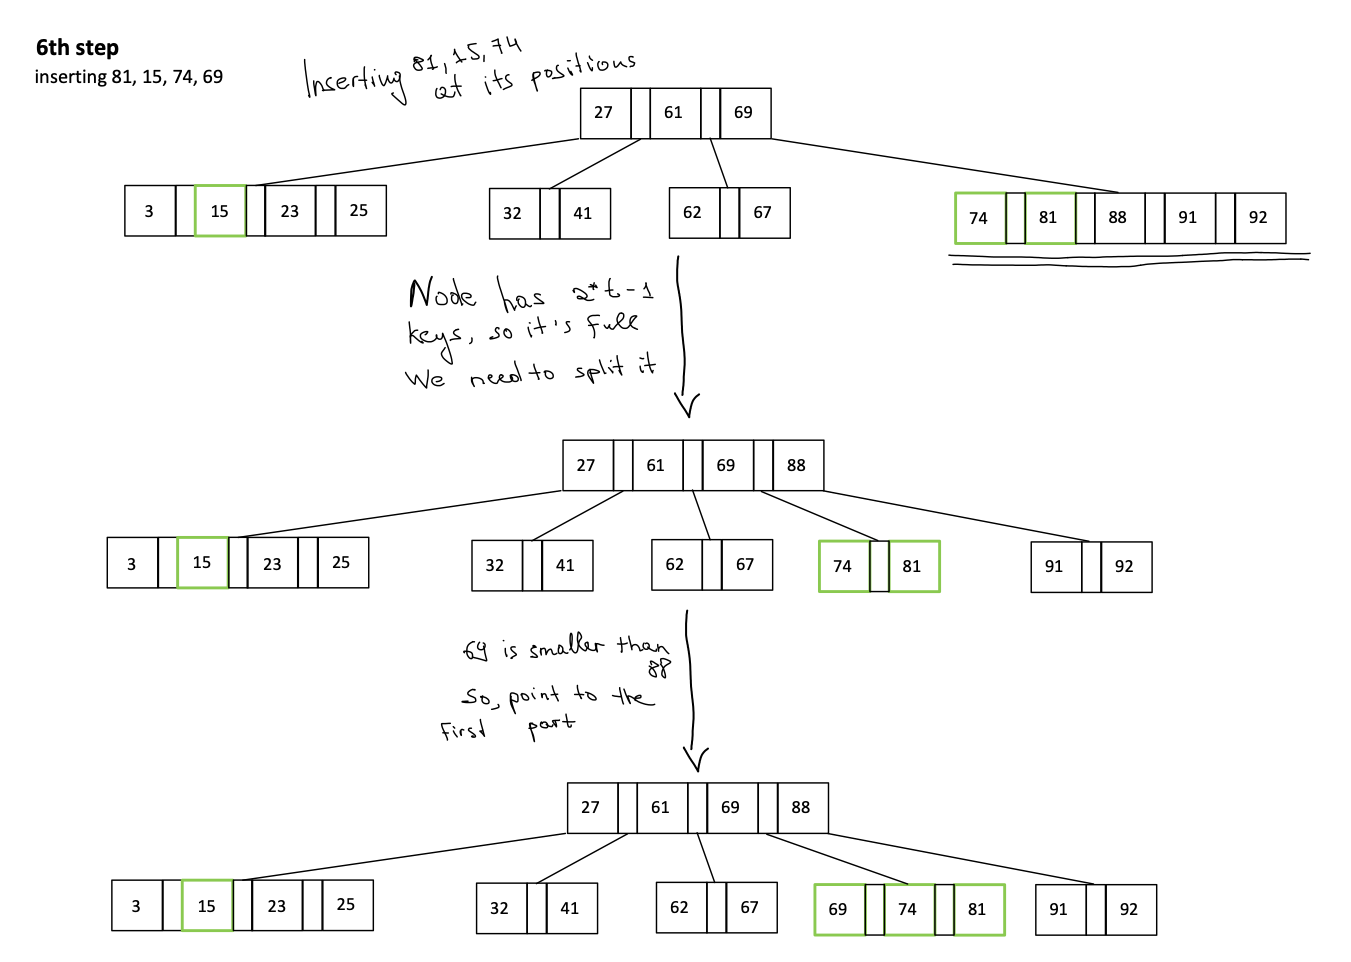 6th step
inserting 81, 15, 74, 69
Inserting 81, 15, 74
at its positions
27 61 69
3 15 23 25
32 41
62 67
74 81 88 91 92
Node has 2*t-1
keys, so it's full
We need to split it
27 61 69 88
3 15 23 25
32 41
62 67
74 81
91 92
69 is smaller than
88
So, point to the
First part
27 61 69 88
3 15 23 25
32 41
62 67
69 74 81
91 92